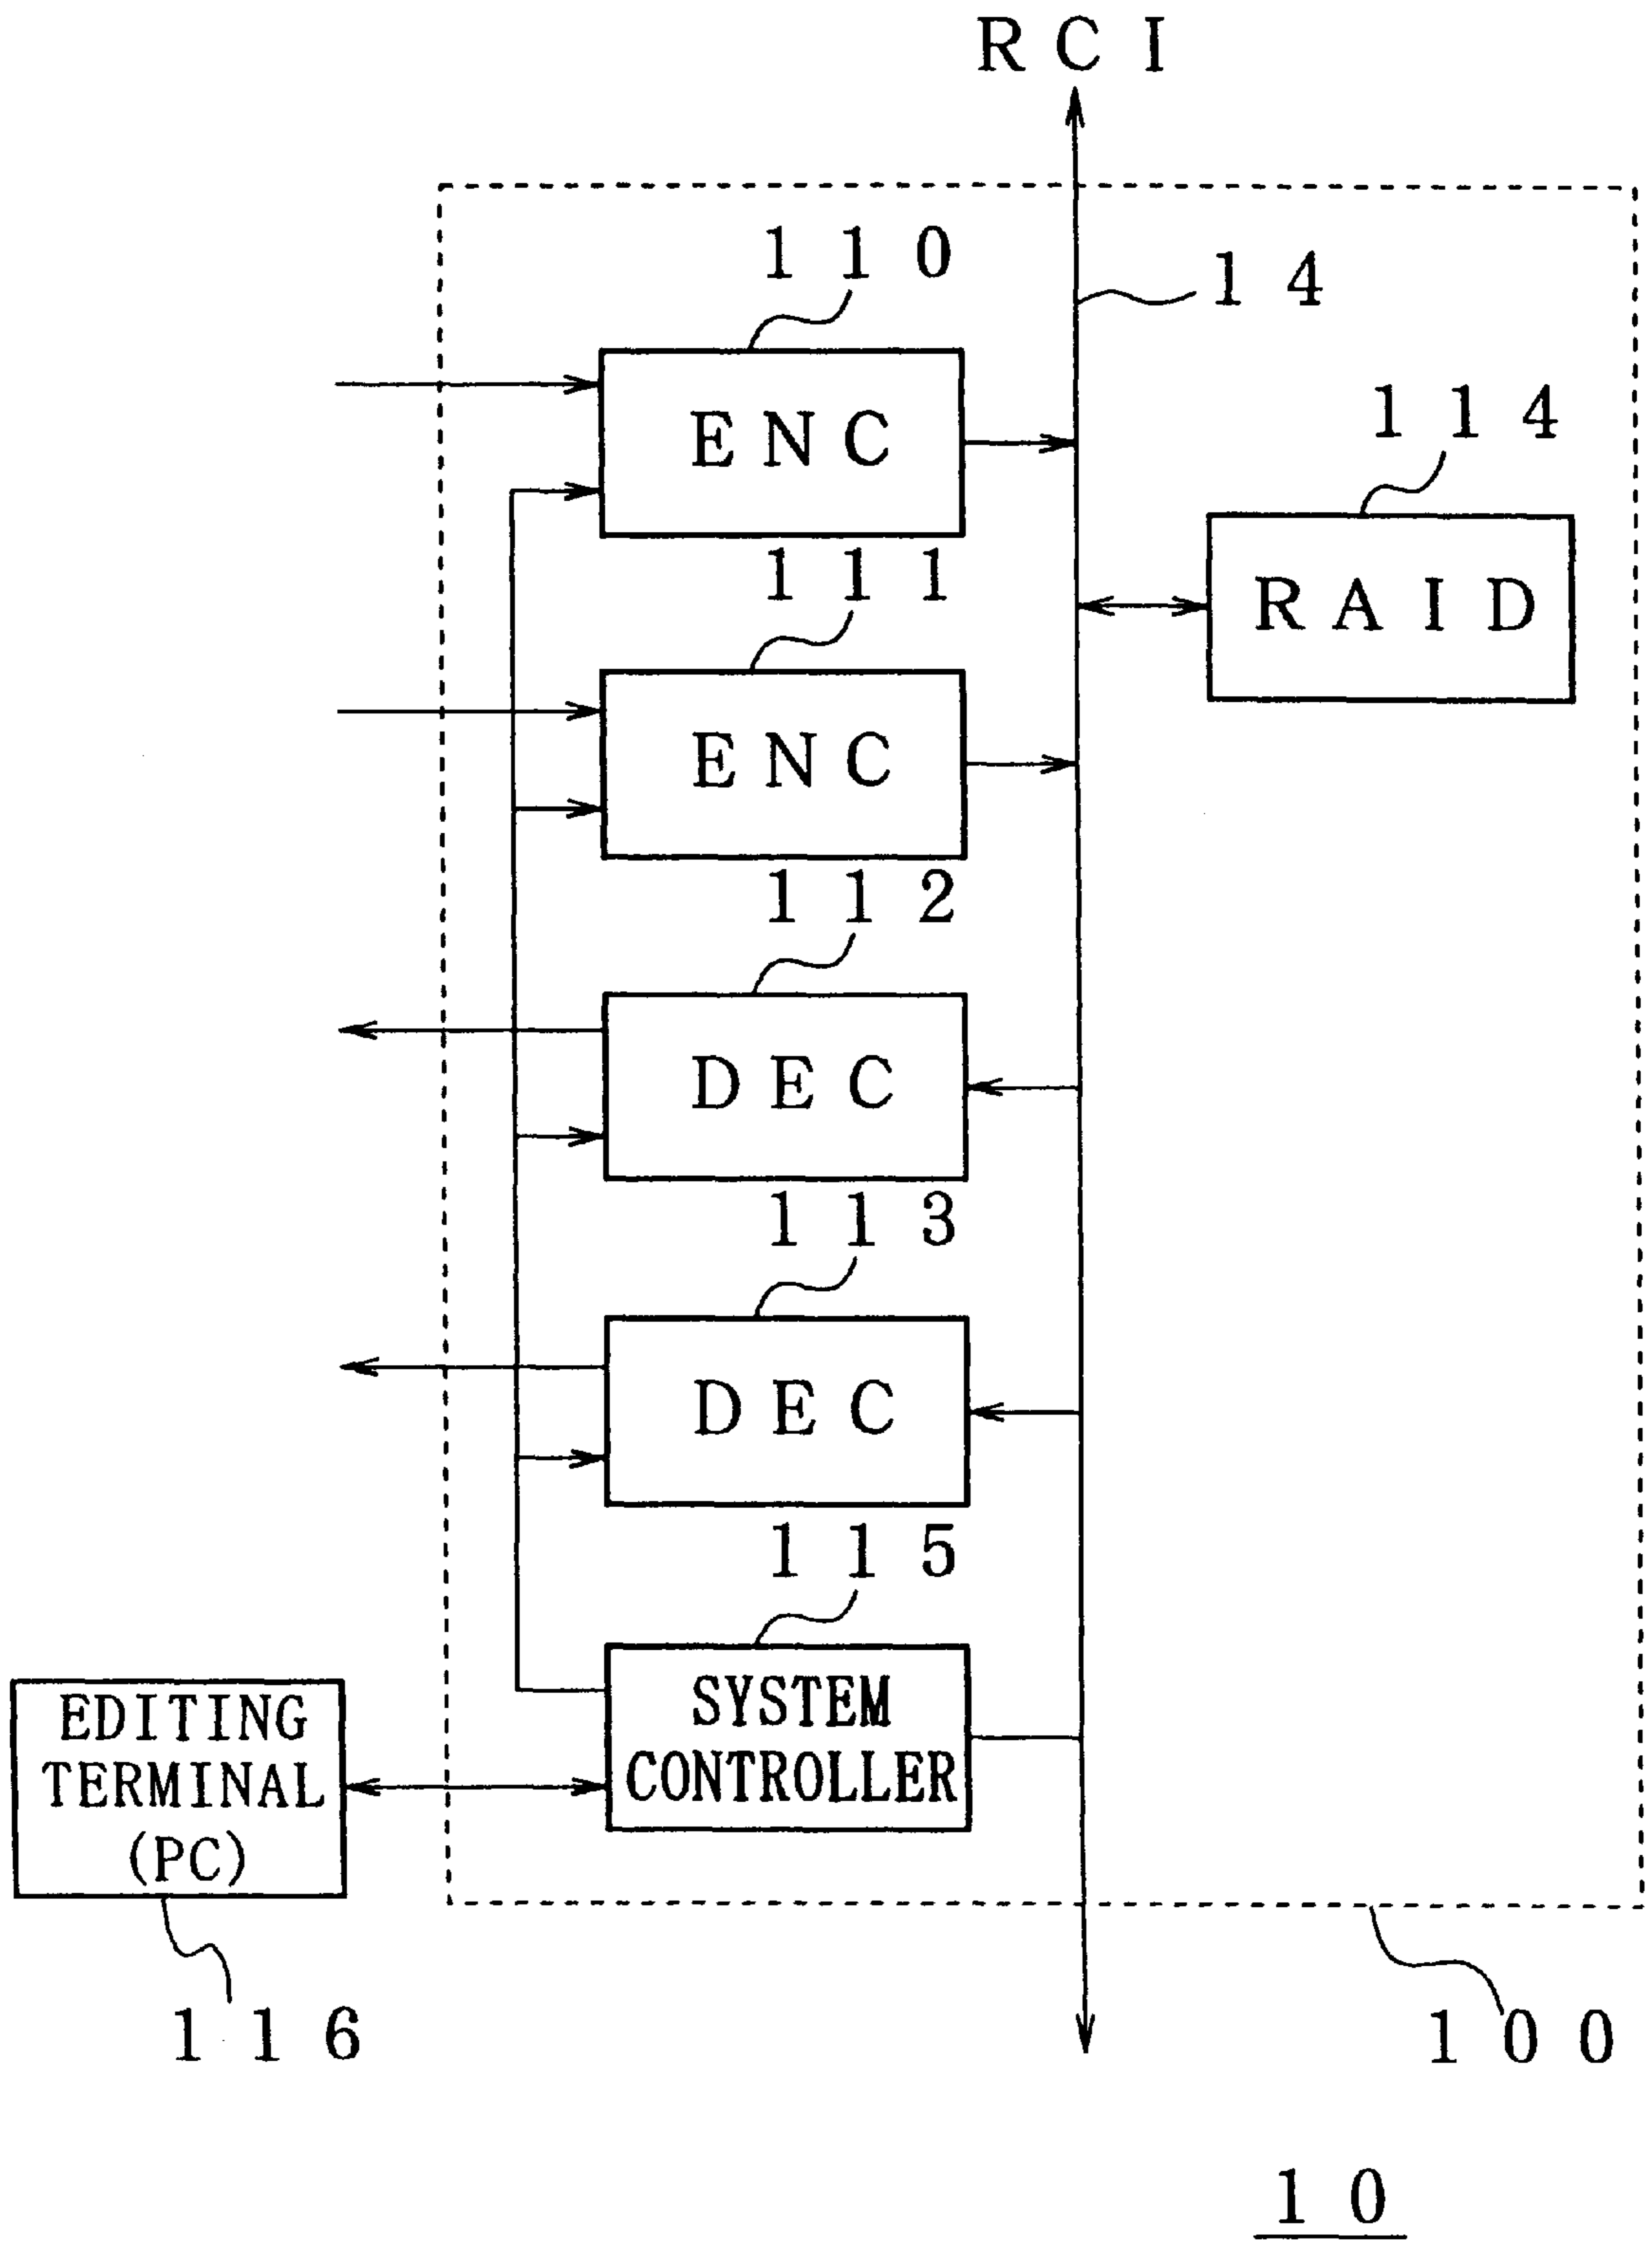 RCI
110
14
ENC
114
RAID
111
ENC
112
DEC
113
DEC
115
SYSTEM
CONTROLLER
EDITING
TERMINAL
(PC)
116
100
10